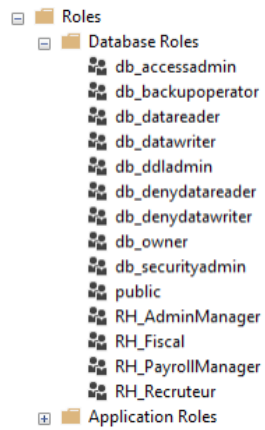 Roles
Database Roles
db_accessadmin
db_backupoperator
db_datareader
db_datawriter
db_ddladmin
db_denydatareader
db_denydatawriter
db_owner
db_securityadmin
public
RH_AdminManager
RH_Fiscal
RH_PayrollManager
RH_Recruteur
Application Roles